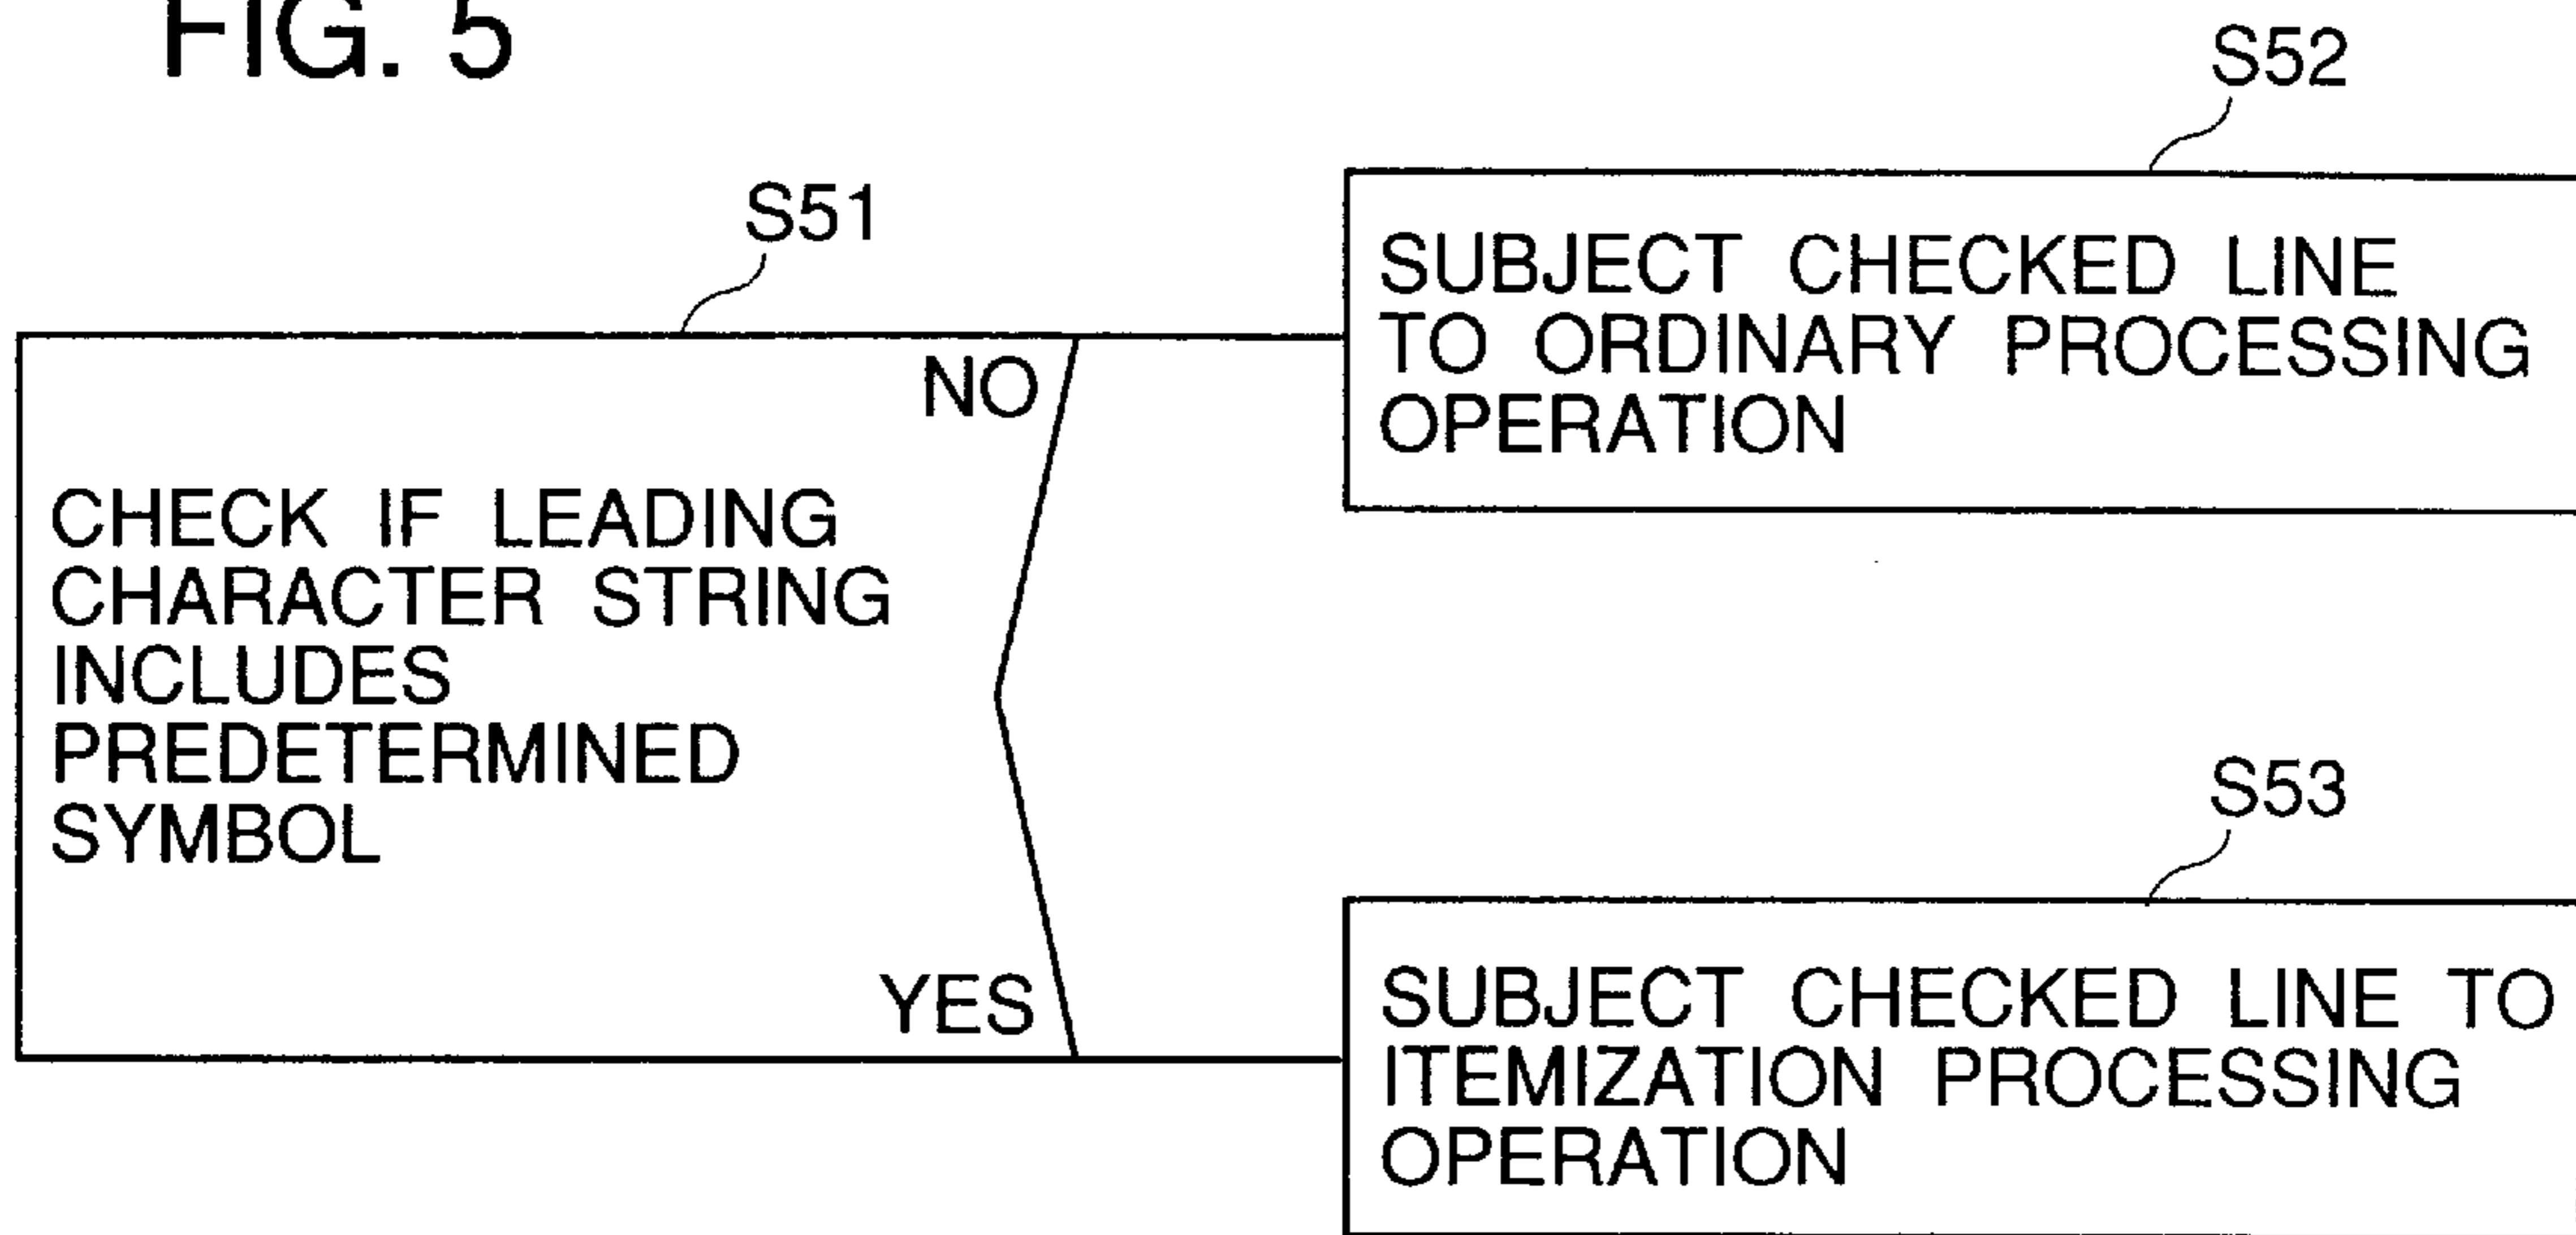 FIG. 5
S51
NO
CHECK IF LEADING
CHARACTER STRING
INCLUDES
PREDETERMINED
SYMBOL
YES
S52
SUBJECT CHECKED LINE
TO ORDINARY PROCESSING
OPERATION
S53
SUBJECT CHECKED LINE TO
ITEMIZATION PROCESSING
OPERATION